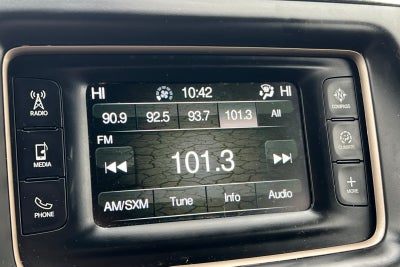 HI 10:42 HI
90.9 92.5 93.7 101.3 All
FM
101.3
AM/SXM Tune Info Audio
RADIO
MEDIA
PHONE
COMPASS
CLIMATE
+
MORE